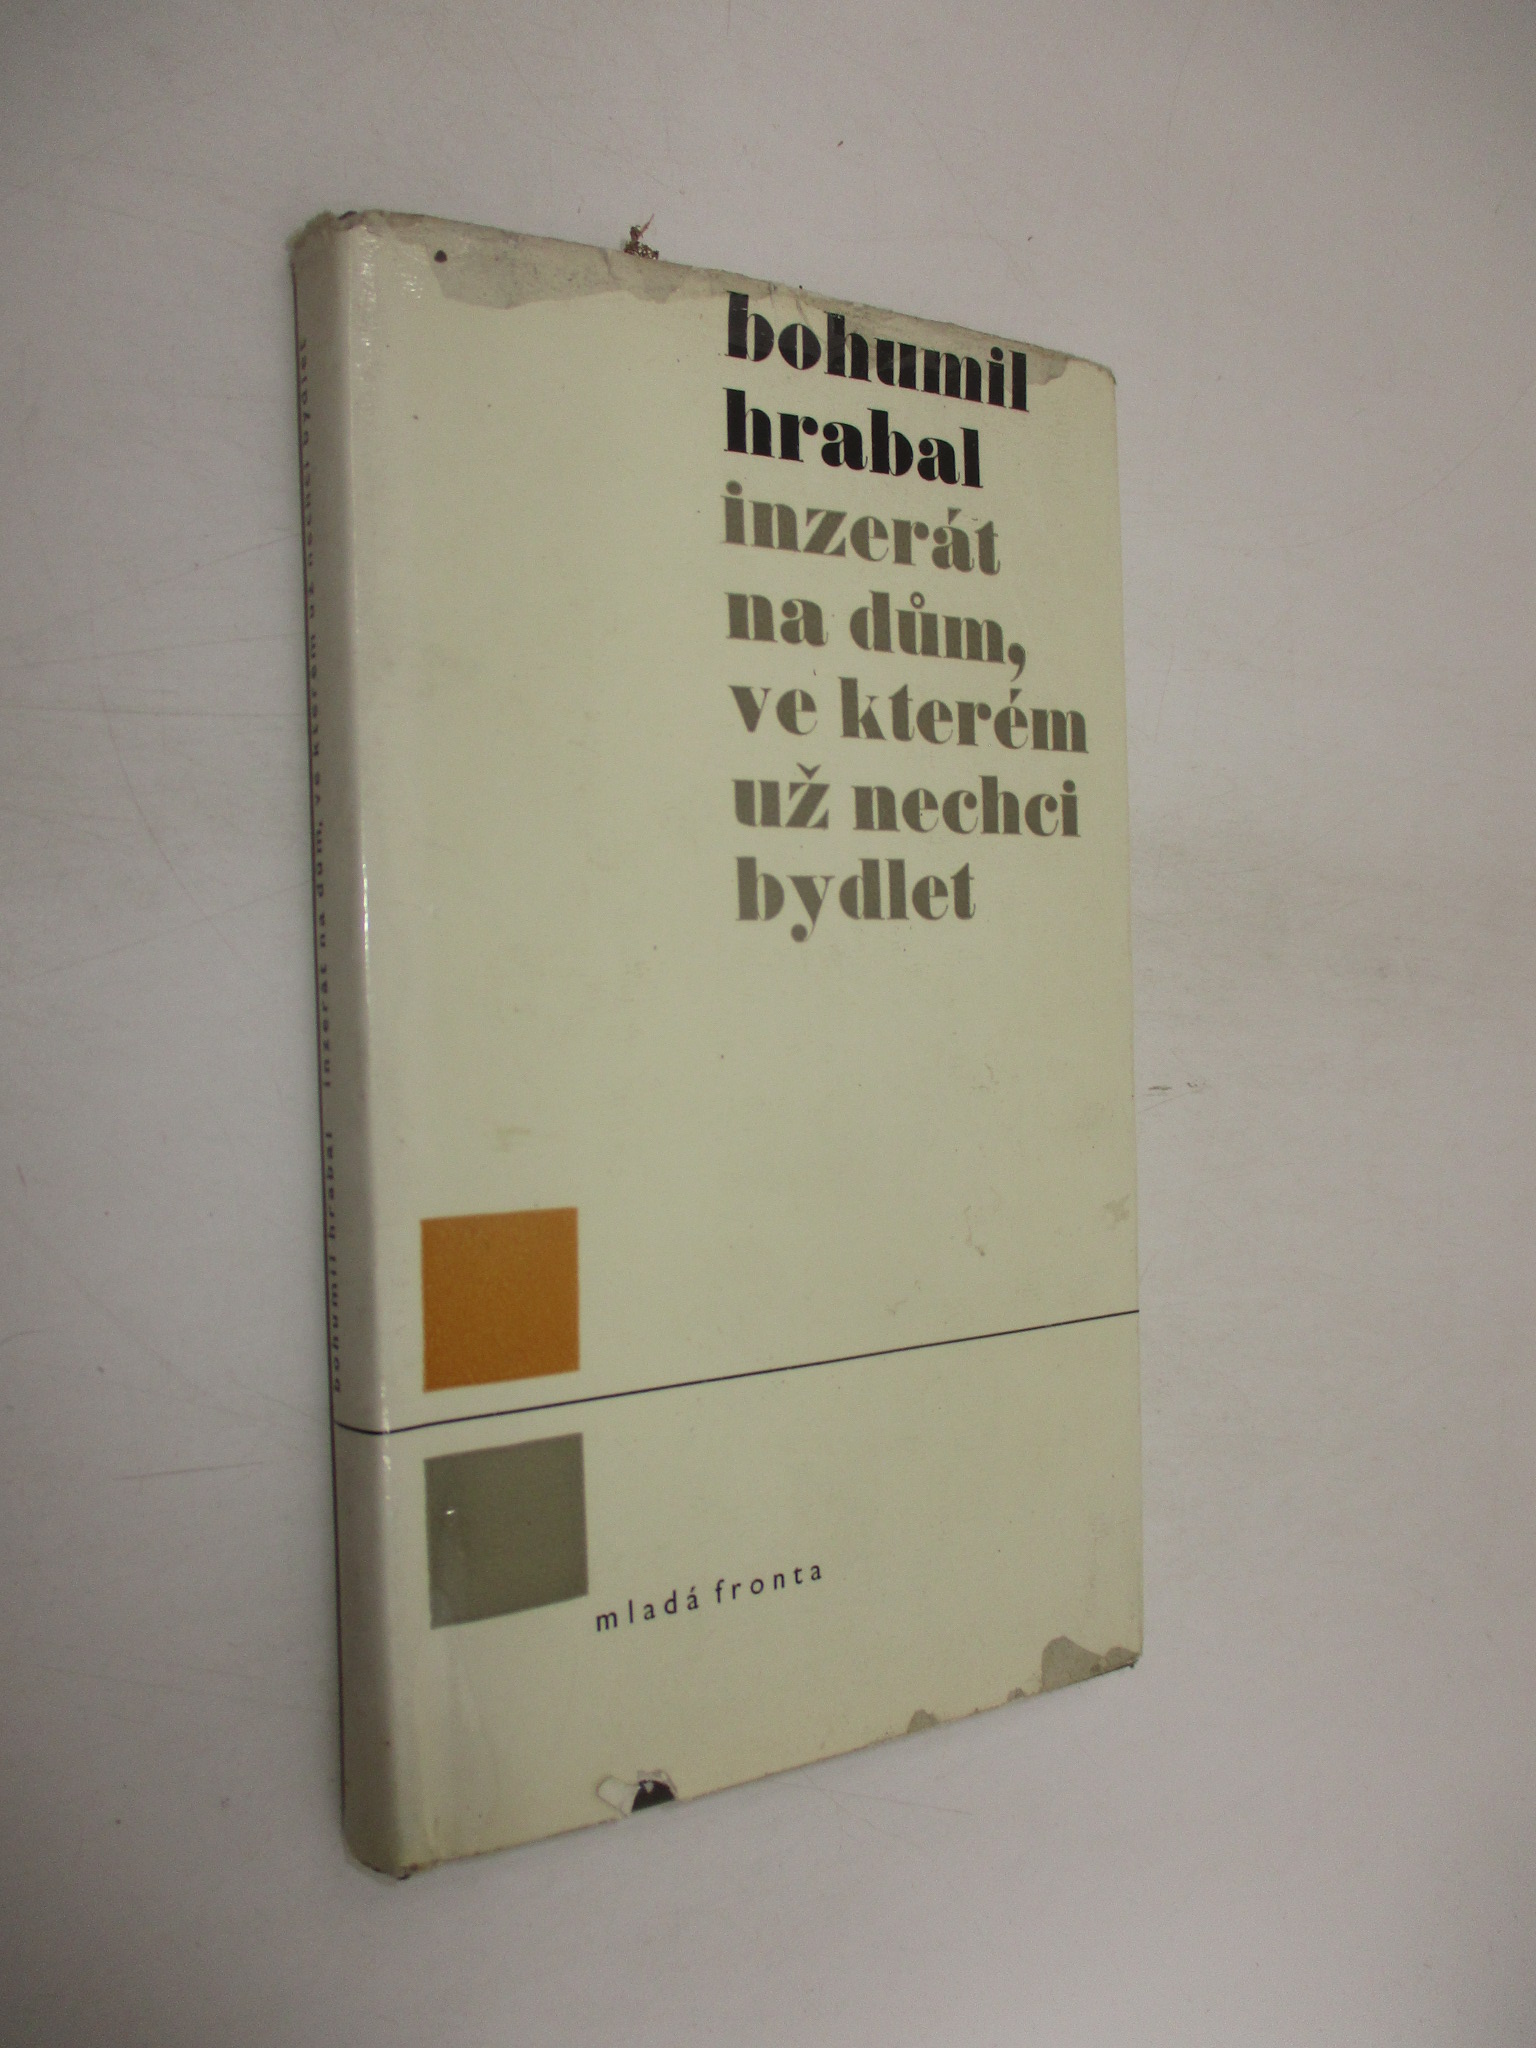 bohumil
hrabal
inzerát
na dům,
ve kterém
už nechci
bydlet
mladá fronta
bohumil hrabal inzerát na dům, ve kterém už nechci bydlet